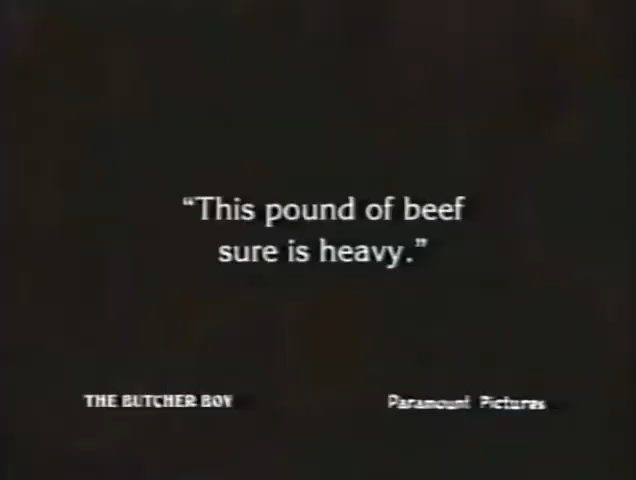 “This pound of beef
sure is heavy.”
THE BUTCHER BOY
Paramount Pictures